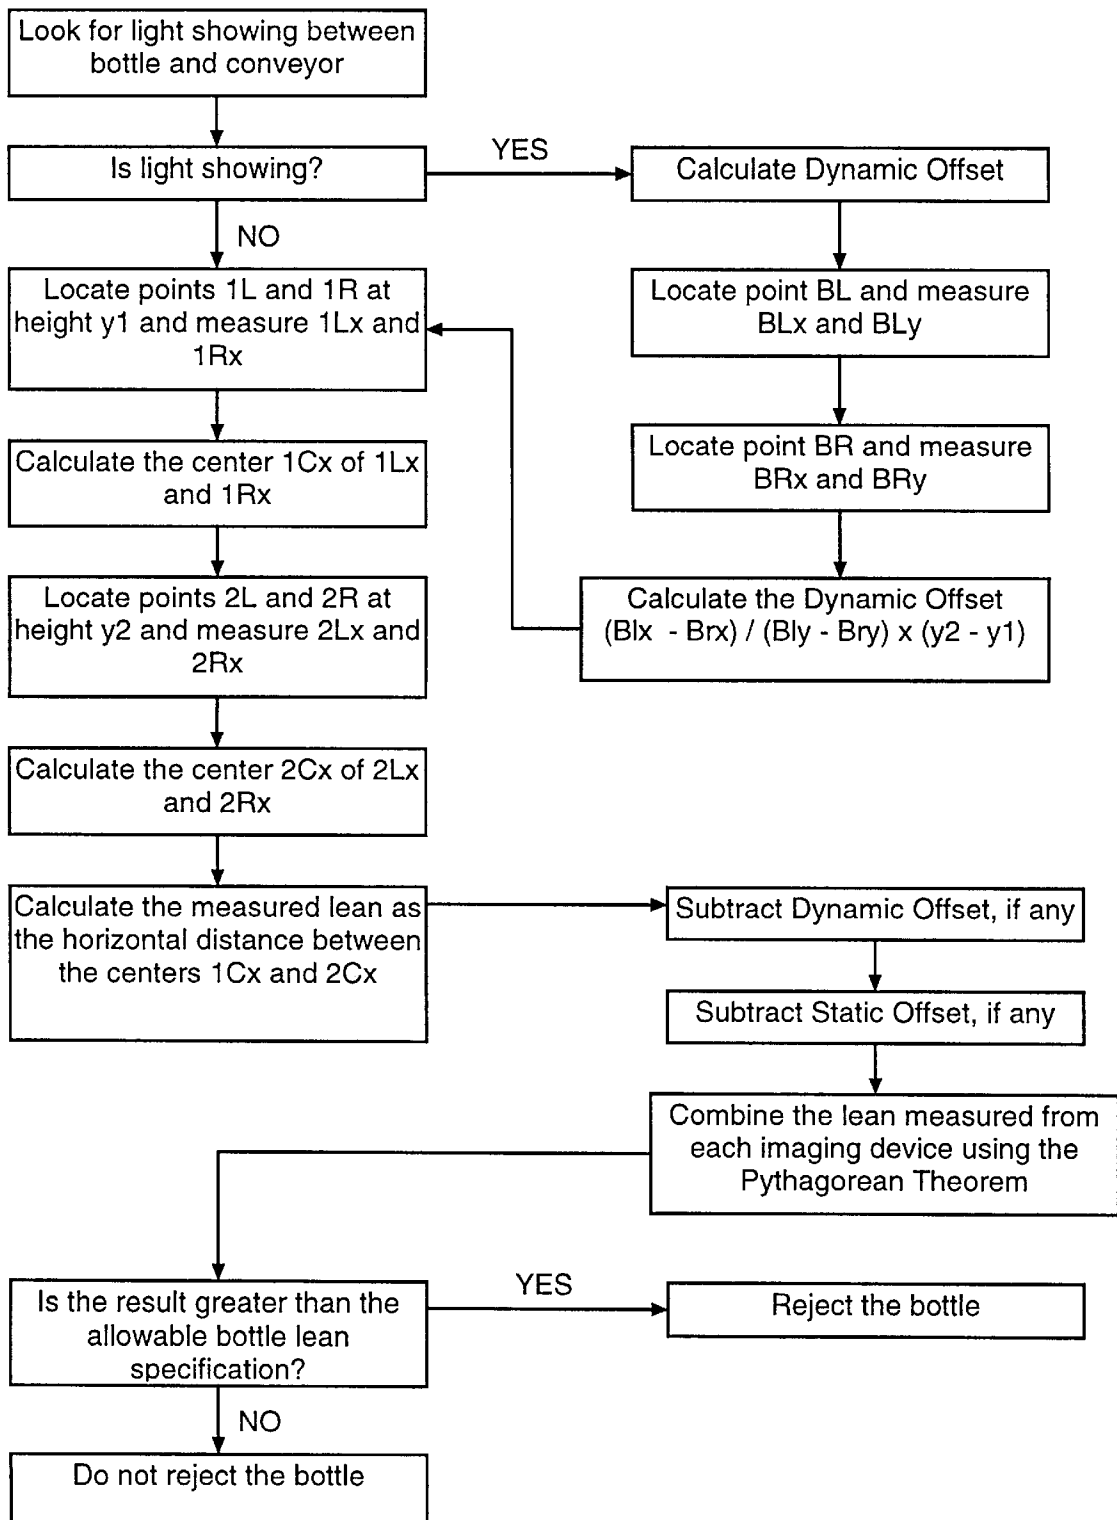 Look for light showing between
bottle and conveyor
Is light showing?
YES
Calculate Dynamic Offset
NO
Locate points 1L and 1R at
height y1 and measure 1Lx and
1Rx
Locate point BL and measure
BLx and BLy
Calculate the center 1Cx of 1Lx
and 1Rx
Locate point BR and measure
BRx and BRy
Locate points 2L and 2R at
height y2 and measure 2Lx and
2Rx
Calculate the Dynamic Offset
(Blx - Brx) / (Bly - Bry) x (y2 - y1)
Calculate the center 2Cx of 2Lx
and 2Rx
Calculate the measured lean as
the horizontal distance between
the centers 1Cx and 2Cx
Subtract Dynamic Offset, if any
Subtract Static Offset, if any
Combine the lean measured from
each imaging device using the
Pythagorean Theorem
Is the result greater than the
allowable bottle lean
specification?
YES
Reject the bottle
NO
Do not reject the bottle